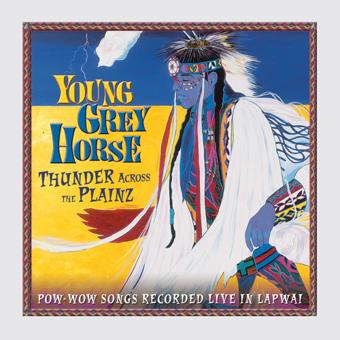 YOUNG
GREY
HORSE
THUNDER ACROSS
THE PLAINZ
POW-WOW SONGS RECORDED LIVE IN LAPWAI